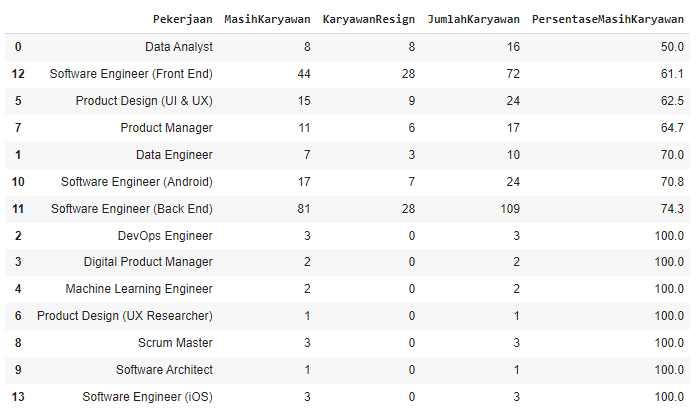 Pekerjaan MasihKaryawan KaryawanResign JumlahKaryawan PersentaseMasihKaryawan
0 Data Analyst 8 8 16 50.0
12 Software Engineer (Front End) 44 28 72 61.1
5 Product Design (UI & UX) 15 9 24 62.5
7 Product Manager 11 6 17 64.7
1 Data Engineer 7 3 10 70.0
10 Software Engineer (Android) 17 7 24 70.8
11 Software Engineer (Back End) 81 28 109 74.3
2 DevOps Engineer 3 0 3 100.0
3 Digital Product Manager 2 0 2 100.0
4 Machine Learning Engineer 2 0 2 100.0
6 Product Design (UX Researcher) 1 0 1 100.0
8 Scrum Master 3 0 3 100.0
9 Software Architect 1 0 1 100.0
13 Software Engineer (iOS) 3 0 3 100.0